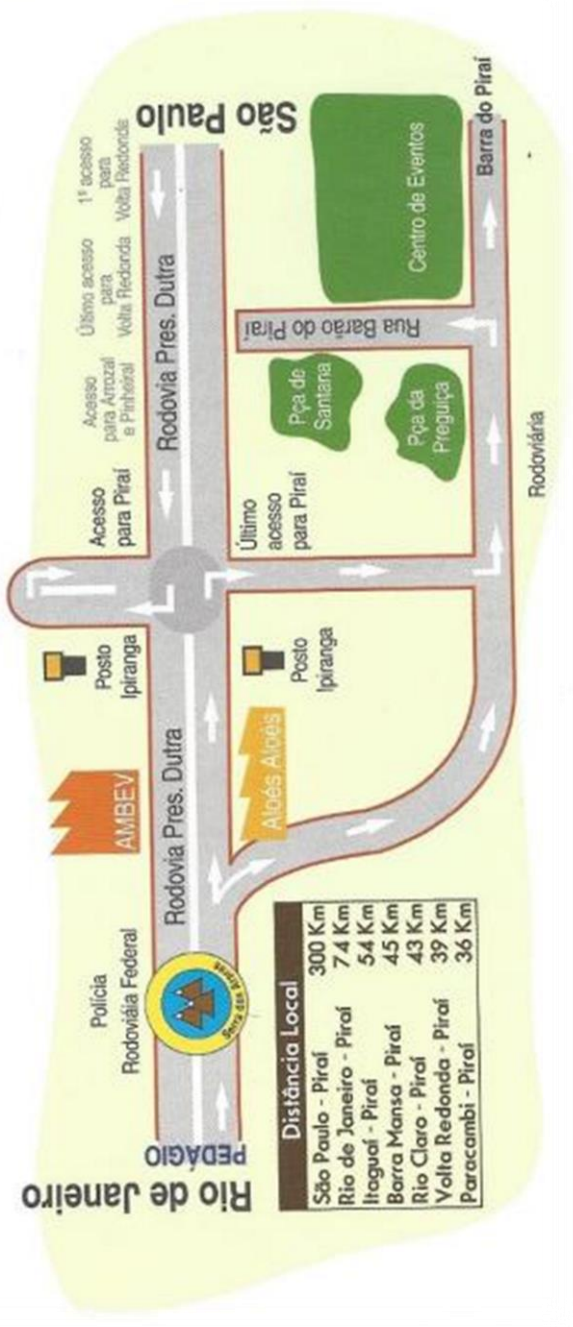 Rio de Janeiro
PEDÁGIO
Polícia
Rodoviáia Federal
Serra das Araras
AMBEV
Posto
Ipiranga
Acesso
para Piraí
Acesso
para Arrozal
e Pinheiral
Último acesso
para
Volta Redonda
1º acesso
para
Volta Redonda
São Paulo
Rodovia Pres. Dutra
Rodovia Pres. Dutra
Aloés Aloés
Posto
Ipiranga
Último
acesso
para Piraí
Pça de
Santana
Pça da
Preguiça
Rua Barão do Piraí
Centro de Eventos
Barra do Piraí
Rodoviária
Distância Local
São Paulo - Piraí 300 Km
Rio de Janeiro - Piraí 74 Km
Itaguaí - Piraí 54 Km
Barra Mansa - Piraí 45 Km
Rio Claro - Piraí 43 Km
Volta Redonda - Piraí 39 Km
Paracambi - Piraí 36 Km